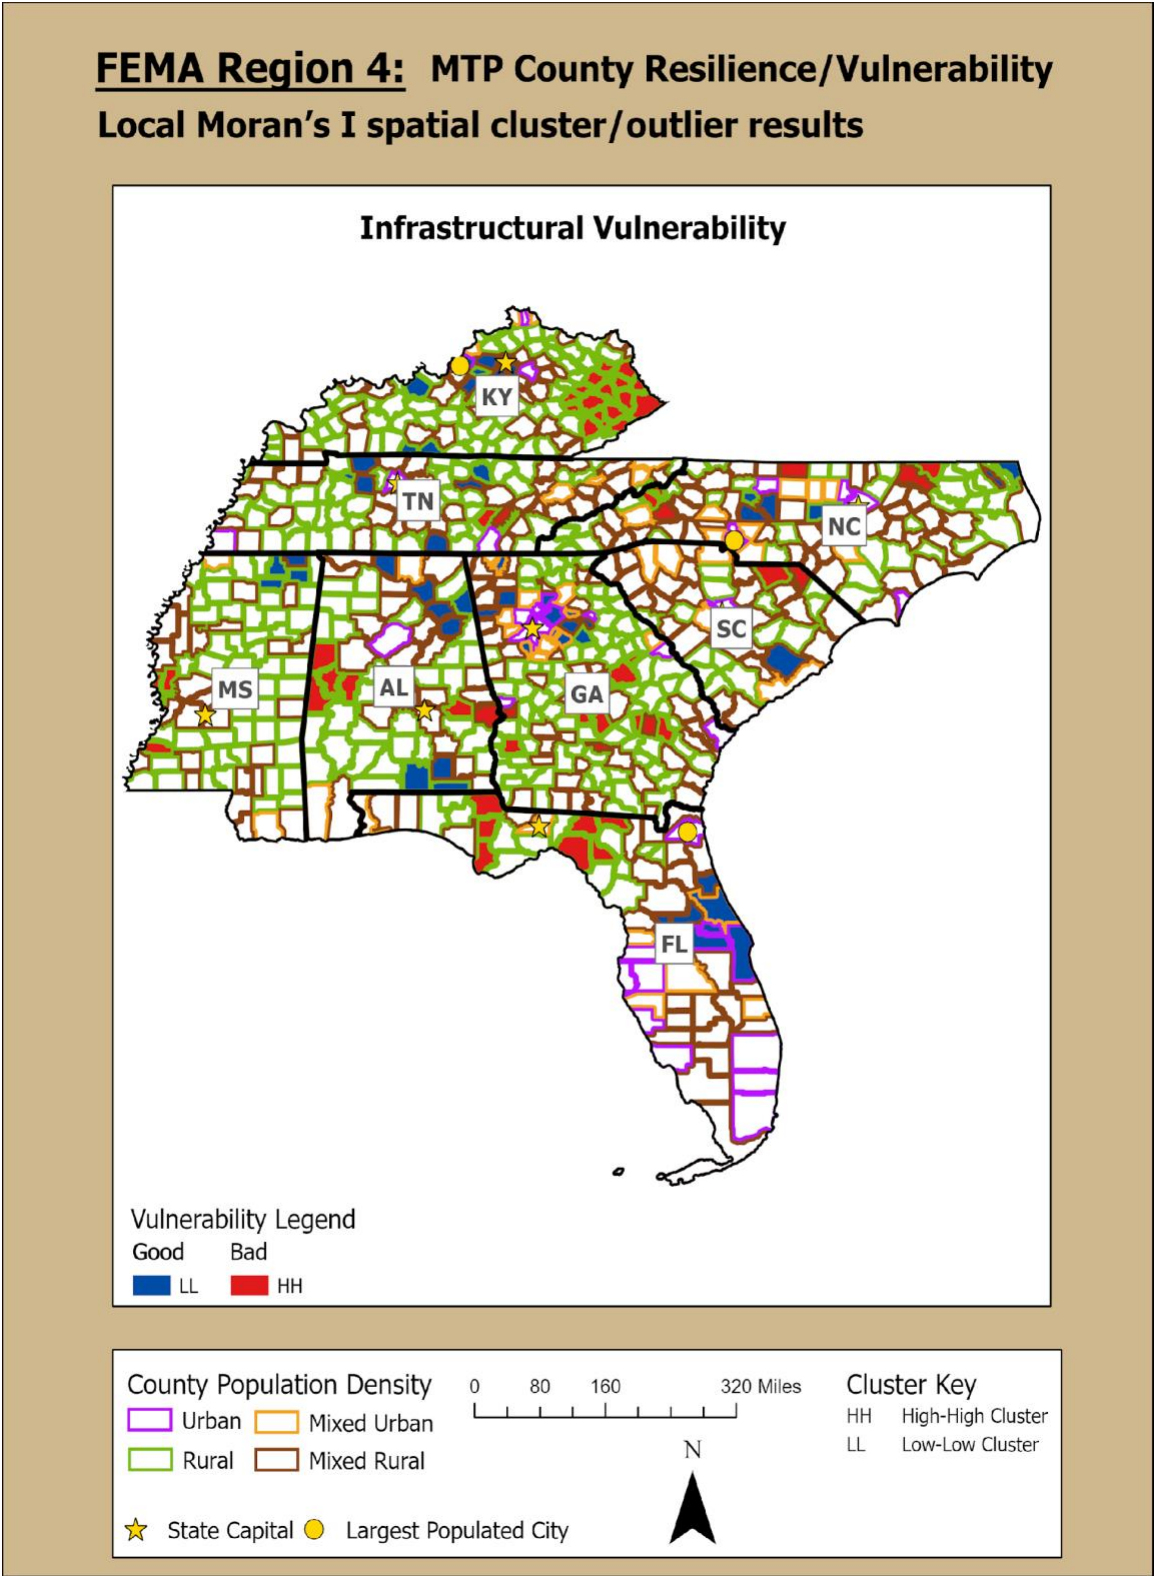 FEMA Region 4: MTP County Resilience/Vulnerability
Local Moran's I spatial cluster/outlier results
Infrastructural Vulnerability
KY
TN
NC
SC
MS
AL
GA
FL
Vulnerability Legend
Good Bad
LL HH
County Population Density
Urban Mixed Urban
Rural Mixed Rural
State Capital Largest Populated City
0 80 160 320 Miles
N
Cluster Key
HH High-High Cluster
LL Low-Low Cluster